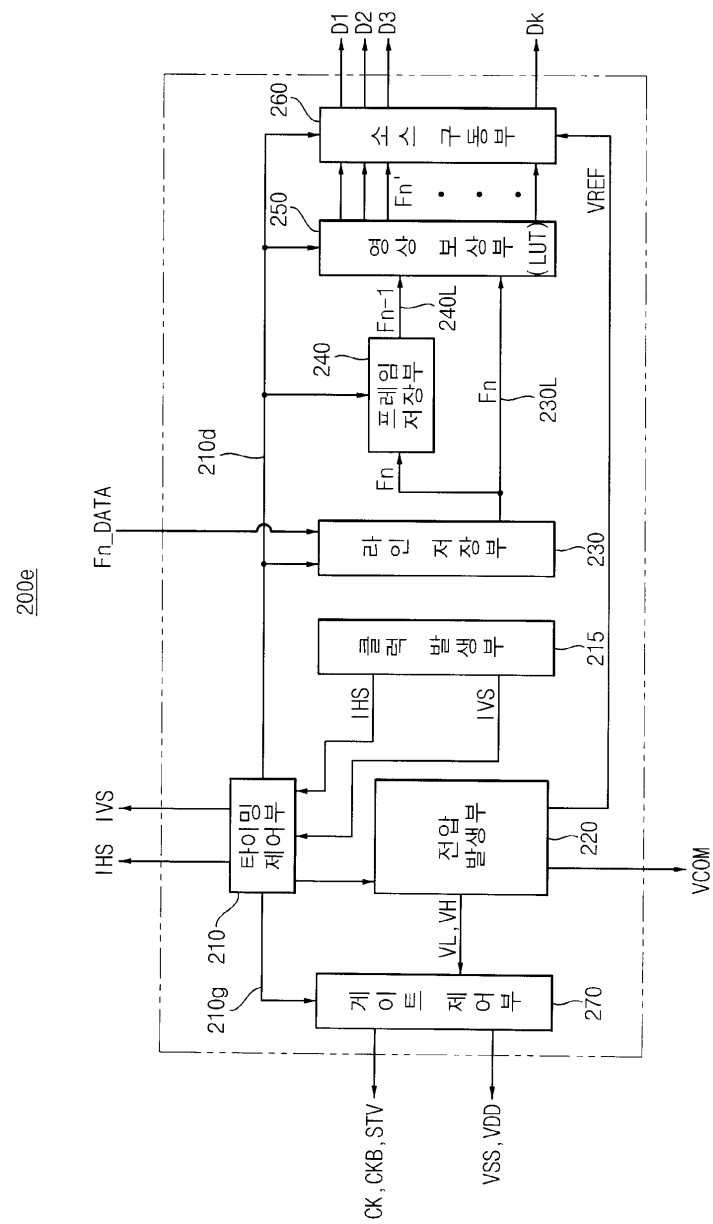 200e
Fn_DATA
IHS
IVS
210g
210
타이밍부
제어
210d
IHS
IVS
클럭 발생부
215
전압부
발생
220
VL,VH
VCOM
게이트 제어부
270
CK,CKB,STV
VSS,VDD
라인 저장부
230
Fn
프레임부
저장
240
Fn-1
240L
Fn
230L
영상 보상부
(LUT)
250
Fn'
소스 구동부
260
VREF
D1
D2
D3
Dk